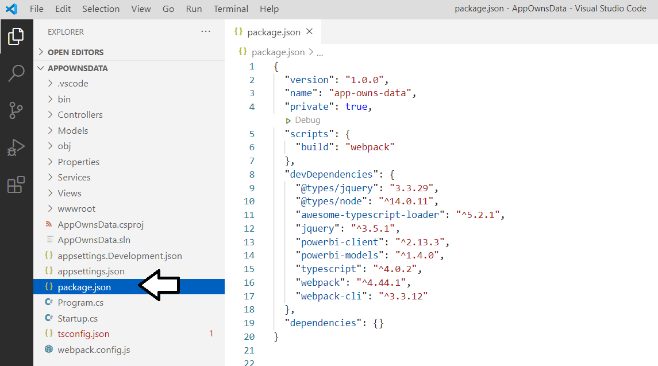 File Edit Selection View Go Run Terminal Help package.json - AppOwnsData - Visual Studio Code
EXPLORER ...
OPEN EDITORS
APPOWNSDATA
.vscode
bin
Controllers
Models
obj
Properties
Services
Views
wwwroot
AppOwnsData.csproj
AppOwnsData.sln
{} appsettings.Development.json
{} appsettings.json
{} package.json
C# Program.cs
C# Startup.cs
{} tsconfig.json 1
webpack.config.js
{} package.json ×
{} package.json > ...
1 {
2 "version": "1.0.0",
3 "name": "app-owns-data",
4 "private": true,
Debug
5 "scripts": {
6 "build": "webpack"
7 },
8 "devDependencies": {
9 "@types/jquery": "3.3.29",
10 "@types/node": "^14.0.11",
11 "awesome-typescript-loader": "^5.2.1",
12 "jquery": "^3.5.1",
13 "powerbi-client": "^2.13.3",
14 "powerbi-models": "^1.4.0",
15 "typescript": "^4.0.2",
16 "webpack": "^4.44.1",
17 "webpack-cli": "^3.3.12"
18 },
19 "dependencies": {}
20 }
21
22